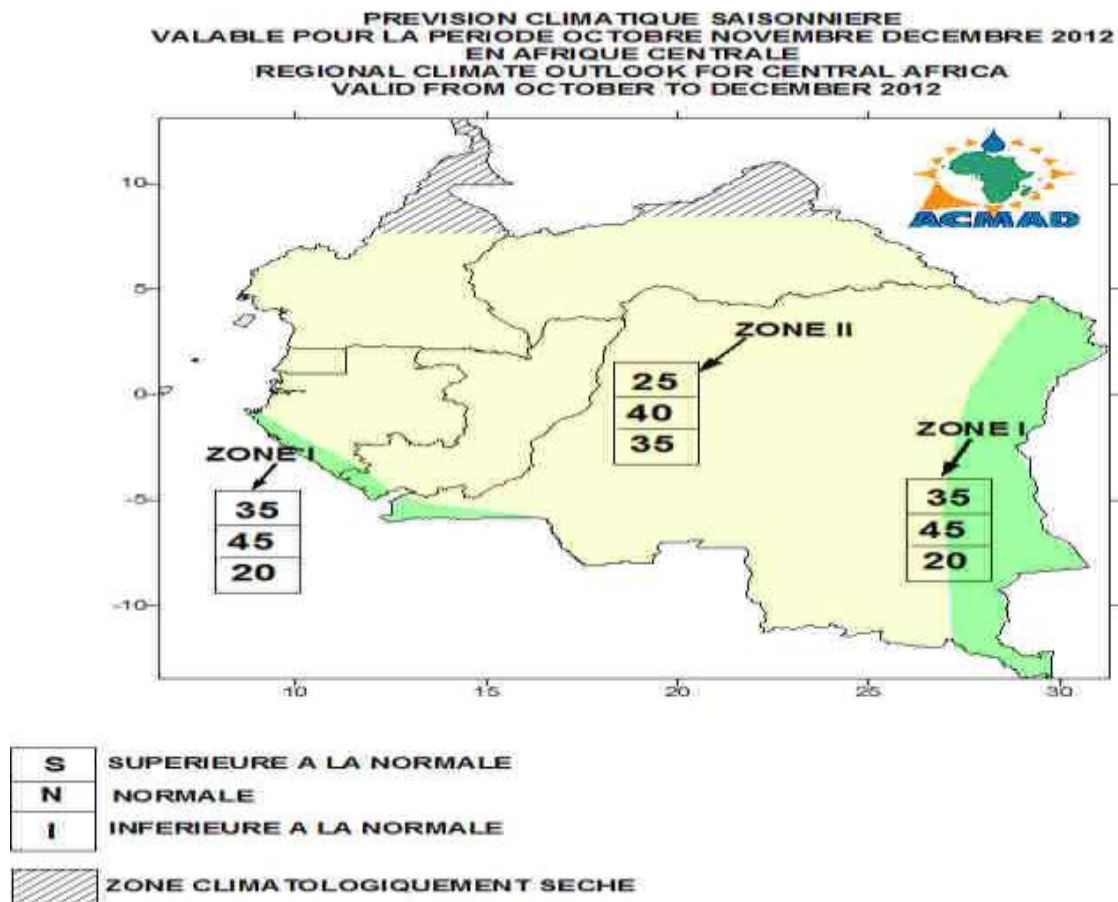 PREVISION CLIMATIQUE SAISONNIERE
VALABLE POUR LA PERIODE OCTOBRE NOVEMBRE DECEMBRE 2012
EN AFRIQUE CENTRALE
REGIONAL CLIMATE OUTLOOK FOR CENTRAL AFRICA
VALID FROM OCTOBER TO DECEMBER 2012
ACMAD
10
5
0
-5
-10
10
15
20
25
30
ZONE II
25
40
35
ZONE I
35
45
20
ZONE I
35
45
20
S SUPERIEURE A LA NORMALE
N NORMALE
I INFERIEURE A LA NORMALE
ZONE CLIMATOLOGIQUEMENT SECHE